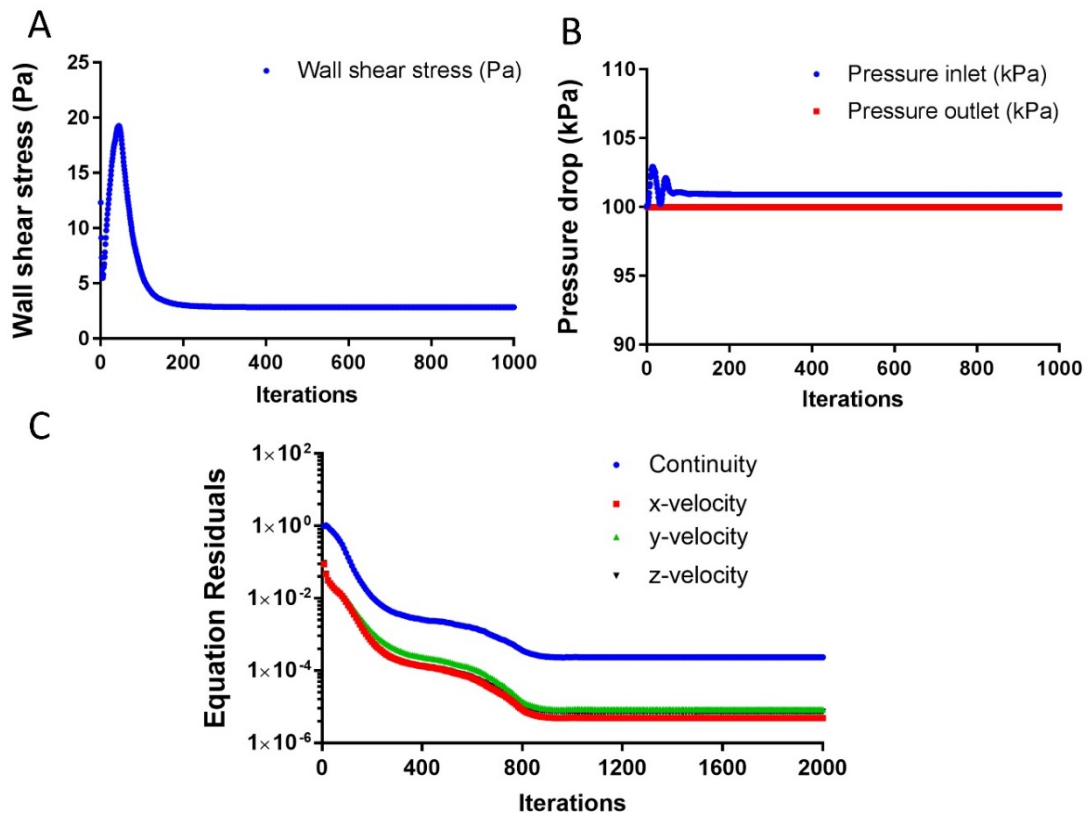 A
Wall shear stress (Pa)
25
20
15
10
5
0
0 200 400 600 800 1000
Iterations
Wall shear stress (Pa)
B
Pressure drop (kPa)
110
105
100
95
90
0 200 400 600 800 1000
Iterations
Pressure inlet (kPa)
Pressure outlet (kPa)
C
Equation Residuals
1×10²
1×10⁰
1×10⁻²
1×10⁻⁴
1×10⁻⁶
0 400 800 1200 1600 2000
Iterations
Continuity
x-velocity
y-velocity
z-velocity